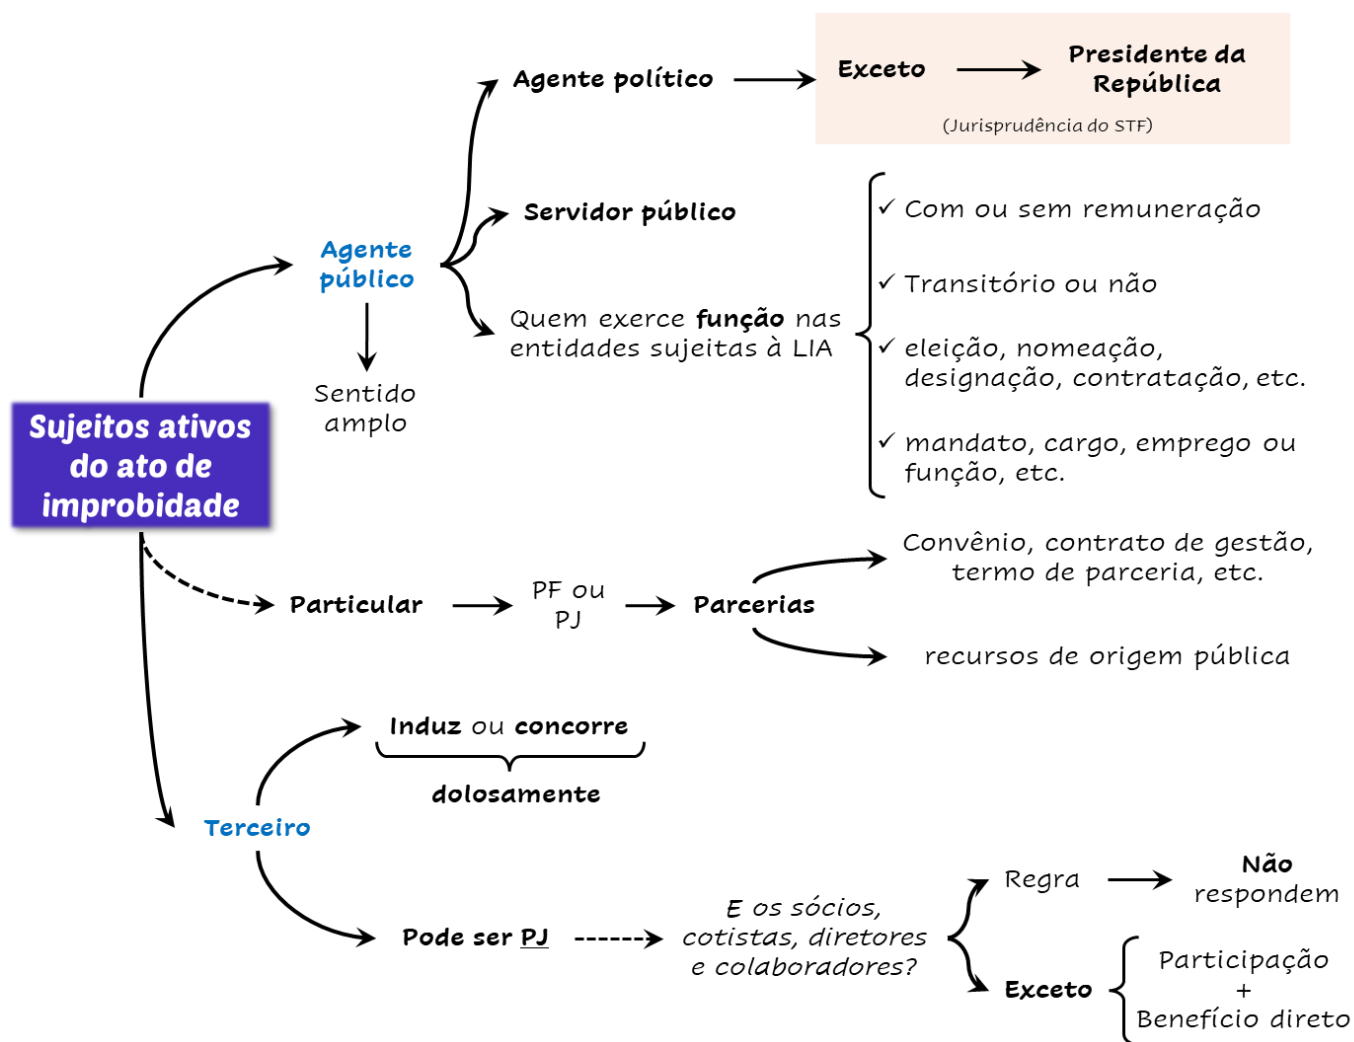 Sujeitos ativos
do ato de
improbidade
Agente
público
Sentido
amplo
Agente político
Exceto
Presidente da
República
(Jurisprudência do STF)
Servidor público
Quem exerce função nas
entidades sujeitas à LIA
✓ Com ou sem remuneração
✓ Transitório ou não
✓ eleição, nomeação,
designação, contratação, etc.
✓ mandato, cargo, emprego ou
função, etc.
Particular
PF ou
PJ
Parcerias
Convênio, contrato de gestão,
termo de parceria, etc.
recursos de origem pública
Terceiro
Induz ou concorre
dolosamente
Pode ser PJ
E os sócios,
cotistas, diretores
e colaboradores?
Regra
Não
respondem
Exceto
Participação
+
Benefício direto